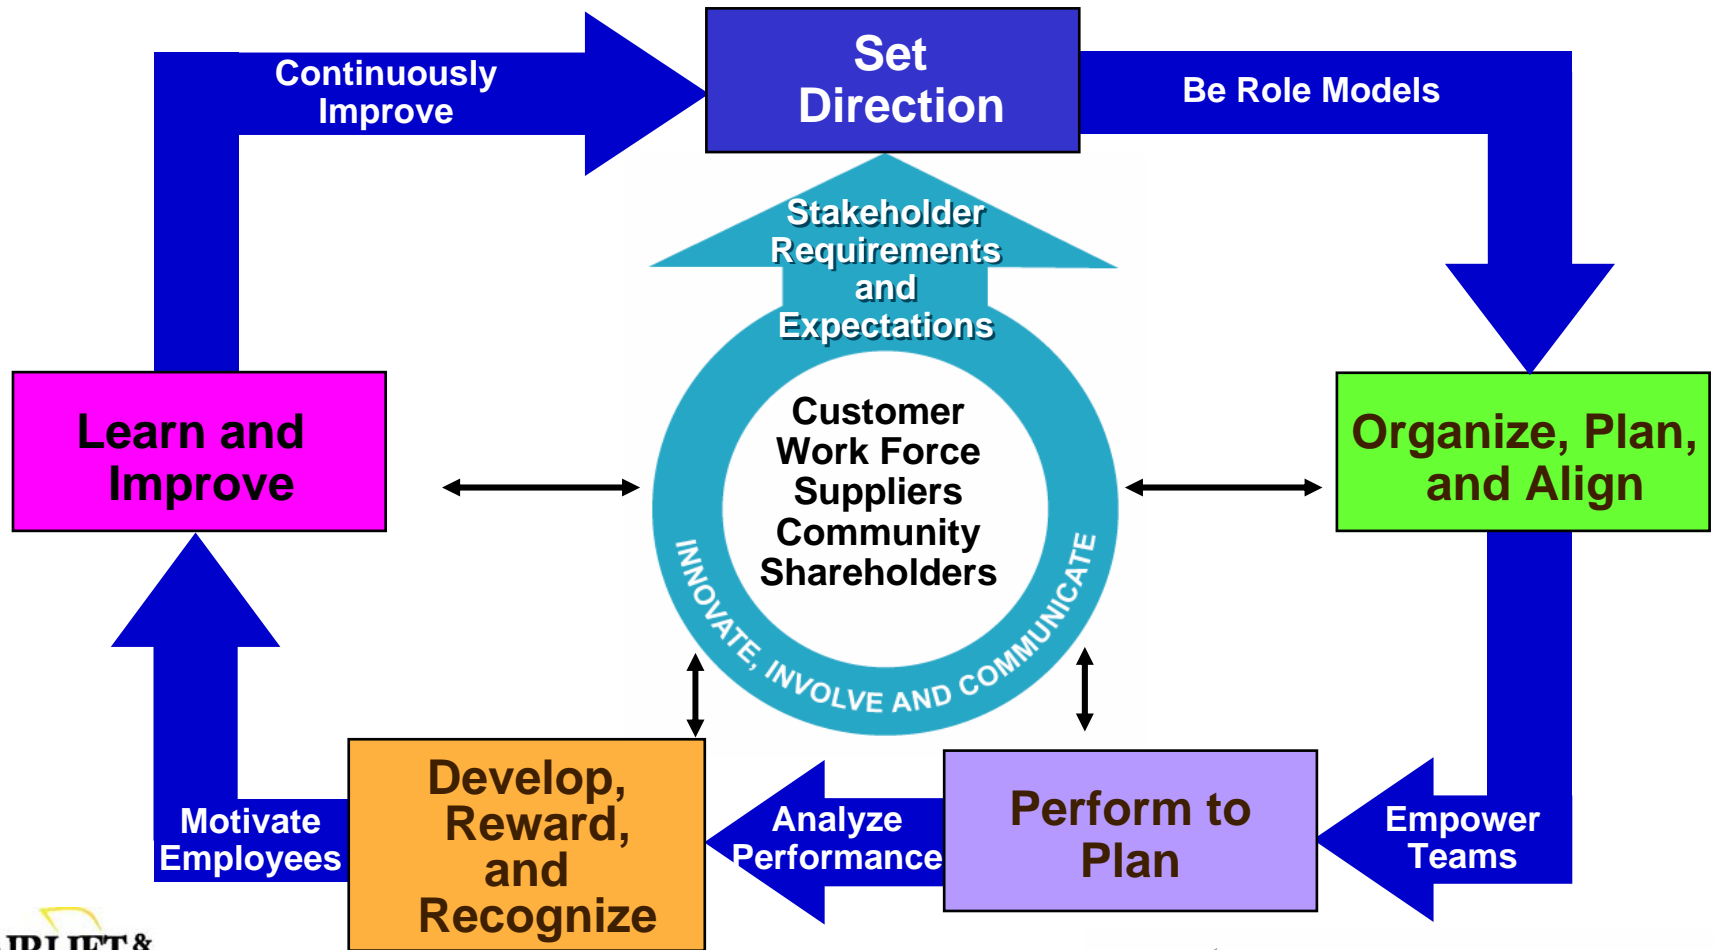 Set
Direction
Continuously
Improve
Be Role Models
Stakeholder
Requirements
and
Expectations
Learn and
Improve
Customer
Work Force
Suppliers
Community
Shareholders
INNOVATE, INVOLVE AND COMMUNICATE
Organize, Plan,
and Align
Develop,
Reward,
and
Recognize
Motivate
Employees
Analyze
Performance
Perform to
Plan
Empower
Teams
&